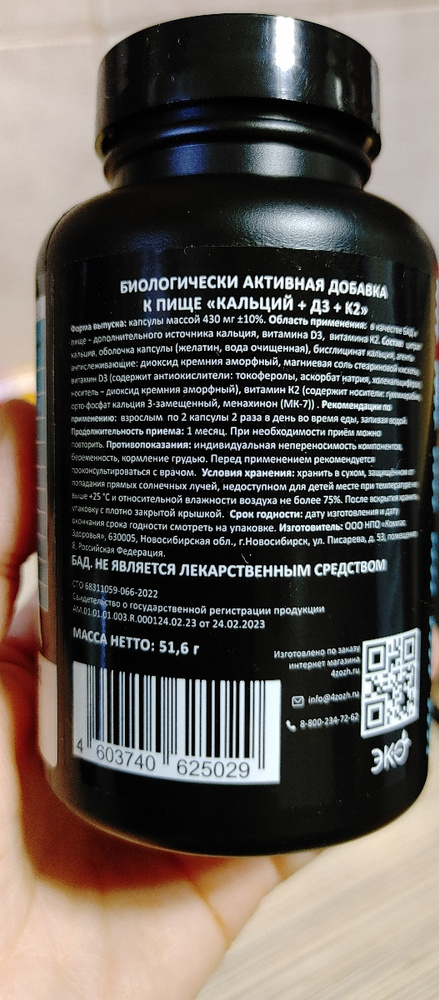 БИОЛОГИЧЕСКИ АКТИВНАЯ ДОБАВКА
К ПИЩЕ «КАЛЬЦИЙ + Д3 + К2»
Форма выпуска: капсулы массой 430 мг ±10%. Область применения: в качестве БАД к
пище – дополнительного источника кальция, витамина D3, витамина K2. Состав: цитрат
кальция, оболочка капсулы (желатин, вода очищенная), бисглицинат кальция, агенты
антислеживающие: диоксид кремния аморфный, магниевая соль стеариновой кислоты,
витамин D3 (содержит антиокислители: токоферолы, аскорбат натрия, холекальциферол
носитель – диоксид кремния аморфный), витамин K2 (содержит носители: гуммиарабик,
орто-фосфат кальция 3-замещенный, менахинон (МК-7)) . Рекомендации по
применению: взрослым по 2 капсулы 2 раза в день во время еды, запивая водой.
Продолжительность приема: 1 месяц. При необходимости приём можно
повторить. Противопоказания: индивидуальная непереносимость компонентов,
беременность, кормление грудью. Перед применением рекомендуется
проконсультироваться с врачом. Условия хранения: хранить в сухом, защищённом от
попадания прямых солнечных лучей, недоступном для детей месте при температуре не
выше +25 °С и относительной влажности воздуха не более 75%. После вскрытия хранить
упаковку с плотно закрытой крышкой. Срок годности: дату изготовления и дату
окончания срока годности смотреть на упаковке. Изготовитель: ООО НПО «Компас
Здоровья», 630005, Новосибирская обл., г.Новосибирск, ул. Писарева, д. 53, помещение
8, Российская Федерация.
БАД. НЕ ЯВЛЯЕТСЯ ЛЕКАРСТВЕННЫМ СРЕДСТВОМ
СТО 68311059-066-2022
Свидетельство о государственной регистрации продукции
АМ.01.01.01.003.R.000124.02.23 от 24.02.2023
МАССА НЕТТО: 51,6 г
Изготовлено по заказу
интернет магазина
4zozh.ru
info@4zozh.ru
8-800-234-72-62
4 603740 625029
ЭКО